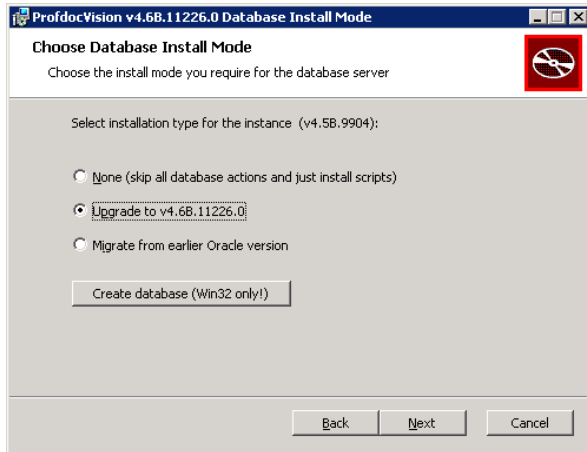 ProfdocVision v4.6B.11226.0 Database Install Mode
Choose Database Install Mode
Choose the install mode you require for the database server
Select installation type for the instance (v4.5B.9904):
None (skip all database actions and just install scripts)
Upgrade to v4.6B.11226.0
Migrate from earlier Oracle version
Create database (Win32 only!)
Back Next Cancel